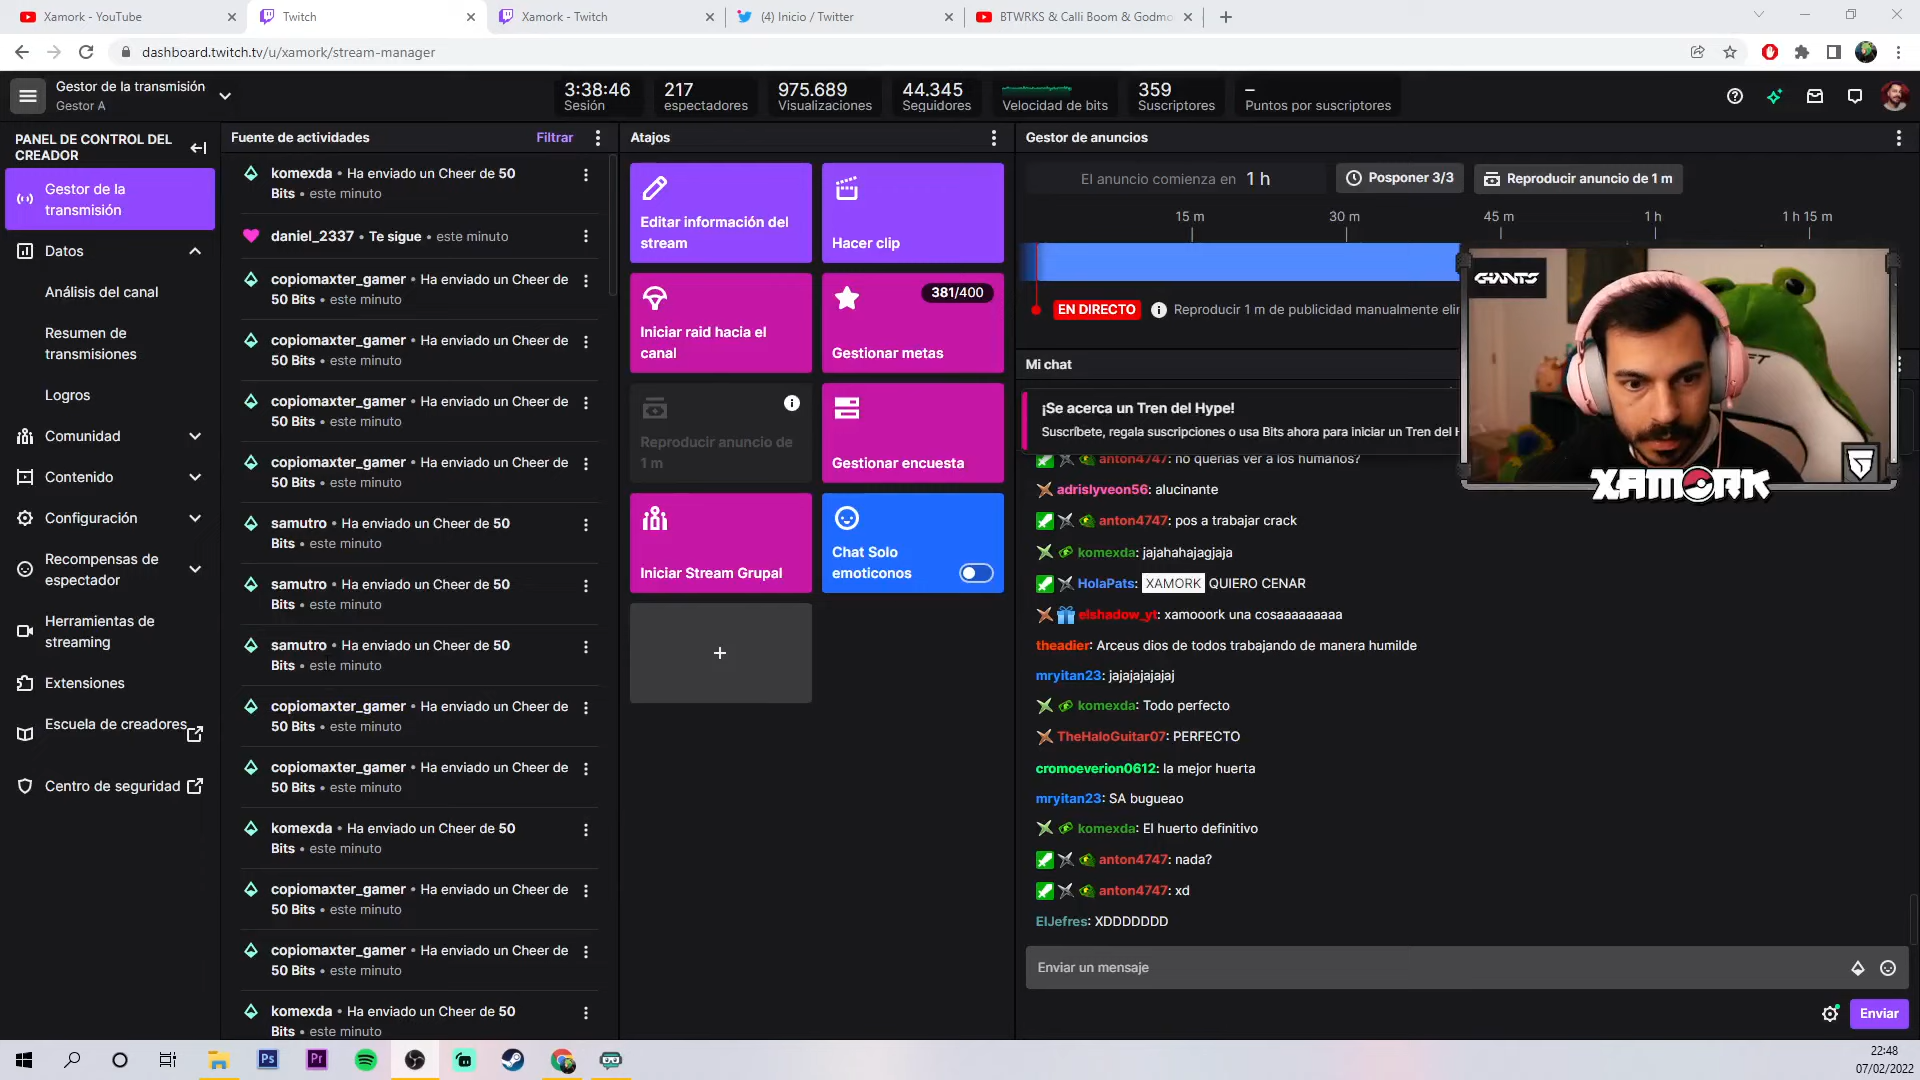 Xamork - YouTube
Twitch
Xamork - Twitch
(4) Inicio / Twitter
BTWRKS & Calli Boom & Godmo
dashboard.twitch.tv/u/xamork/stream-manager
Gestor de la transmisión
Gestor A
3:38:46
Sesión
217
espectadores
975.689
Visualizaciones
44.345
Seguidores
Velocidad de bits
359
Suscriptores
–
Puntos por suscriptores
PANEL DE CONTROL DEL
CREADOR
Gestor de la
transmisión
Datos
Análisis del canal
Resumen de
transmisiones
Logros
Comunidad
Contenido
Configuración
Recompensas de
espectador
Herramientas de
streaming
Extensiones
Escuela de creadores
Centro de seguridad
Fuente de actividades
Filtrar
komexda • Ha enviado un Cheer de 50
Bits • este minuto
daniel_2337 • Te sigue • este minuto
copiomaxter_gamer • Ha enviado un Cheer de
50 Bits • este minuto
copiomaxter_gamer • Ha enviado un Cheer de
50 Bits • este minuto
copiomaxter_gamer • Ha enviado un Cheer de
50 Bits • este minuto
copiomaxter_gamer • Ha enviado un Cheer de
50 Bits • este minuto
samutro • Ha enviado un Cheer de 50
Bits • este minuto
samutro • Ha enviado un Cheer de 50
Bits • este minuto
samutro • Ha enviado un Cheer de 50
Bits • este minuto
copiomaxter_gamer • Ha enviado un Cheer de
50 Bits • este minuto
copiomaxter_gamer • Ha enviado un Cheer de
50 Bits • este minuto
komexda • Ha enviado un Cheer de 50
Bits • este minuto
copiomaxter_gamer • Ha enviado un Cheer de
50 Bits • este minuto
copiomaxter_gamer • Ha enviado un Cheer de
50 Bits • este minuto
komexda • Ha enviado un Cheer de 50
Bits • este minuto
Atajos
Editar información del
stream
Hacer clip
Iniciar raid hacia el
canal
381/400
Gestionar metas
Reproducir anuncio de
1 m
Gestionar encuesta
Iniciar Stream Grupal
Chat Solo
emoticonos
+
Gestor de anuncios
El anuncio comienza en 1 h
Posponer 3/3
Reproducir anuncio de 1 m
15 m
30 m
45 m
1 h
1 h 15 m
EN DIRECTO
Reproducir 1 m de publicidad manualmente elir
GIANTS
XAMORK
Mi chat
¡Se acerca un Tren del Hype!
Suscríbete, regala suscripciones o usa Bits ahora para iniciar un Tren del H
anton4747: no querias ver a los humanos?
adrislyveon56: alucinante
anton4747: pos a trabajar crack
komexda: jajahahajagjaja
HolaPats: XAMORK QUIERO CENAR
elshadow_yt: xamooork una cosaaaaaaaaa
theadier: Arceus dios de todos trabajando de manera humilde
mryitan23: jajajajajajaj
komexda: Todo perfecto
TheHaloGuitar07: PERFECTO
cromoeverion0612: la mejor huerta
mryitan23: SA bugueao
komexda: El huerto definitivo
anton4747: nada?
anton4747: xd
ElJefres: XDDDDDDD
Enviar un mensaje
Enviar
Ps
Pr
22:48
07/02/2022